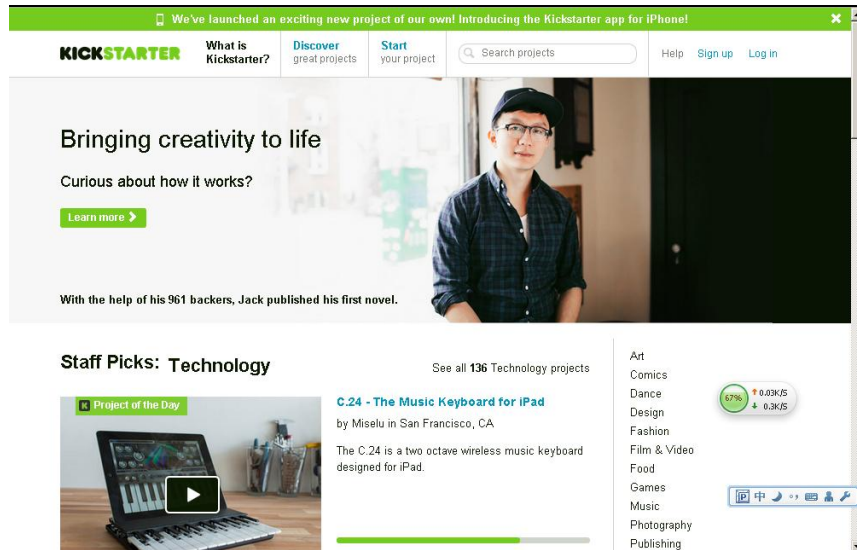 We've launched an exciting new project of our own! Introducing the Kickstarter app for iPhone!
KICKSTARTER
What is
Kickstarter?
Discover
great projects
Start
your project
Search projects
Help
Sign up
Log in
Bringing creativity to life
Curious about how it works?
Learn more
With the help of his 961 backers, Jack published his first novel.
Staff Picks: Technology
See all 136 Technology projects
K Project of the Day
C.24 - The Music Keyboard for iPad
by Miselu in San Francisco, CA
The C.24 is a two octave wireless music keyboard
designed for iPad.
Art
Comics
Dance
Design
Fashion
Film & Video
Food
Games
Music
Photography
Publishing
67%
0.03K/S
0.3K/S
P 中